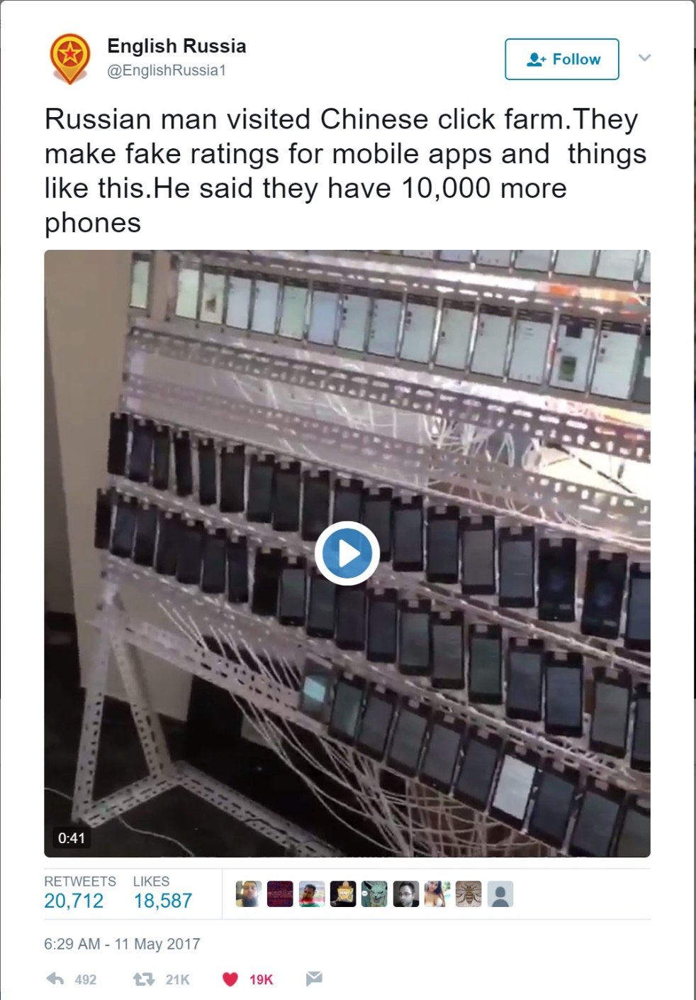 English Russia
@EnglishRussia1
Follow
Russian man visited Chinese click farm.They
make fake ratings for mobile apps and  things
like this.He said they have 10,000 more
phones
0:41
RETWEETS LIKES
20,712 18,587
6:29 AM - 11 May 2017
492 21K 19K